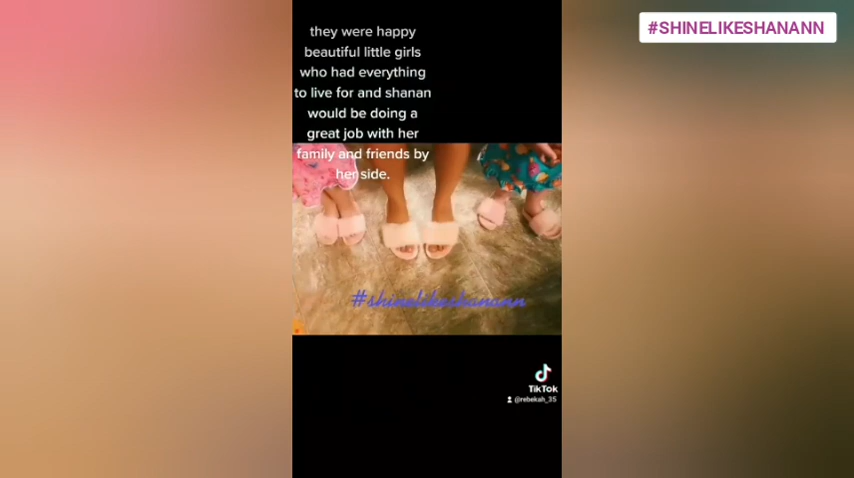 #SHINELIKESHANANN
they were happy
beautiful little girls
who had everything
to live for and shanan
would be doing a
great job with her
family and friends by
her side.
#shinelikeshanann
TikTok
@rebekah_35